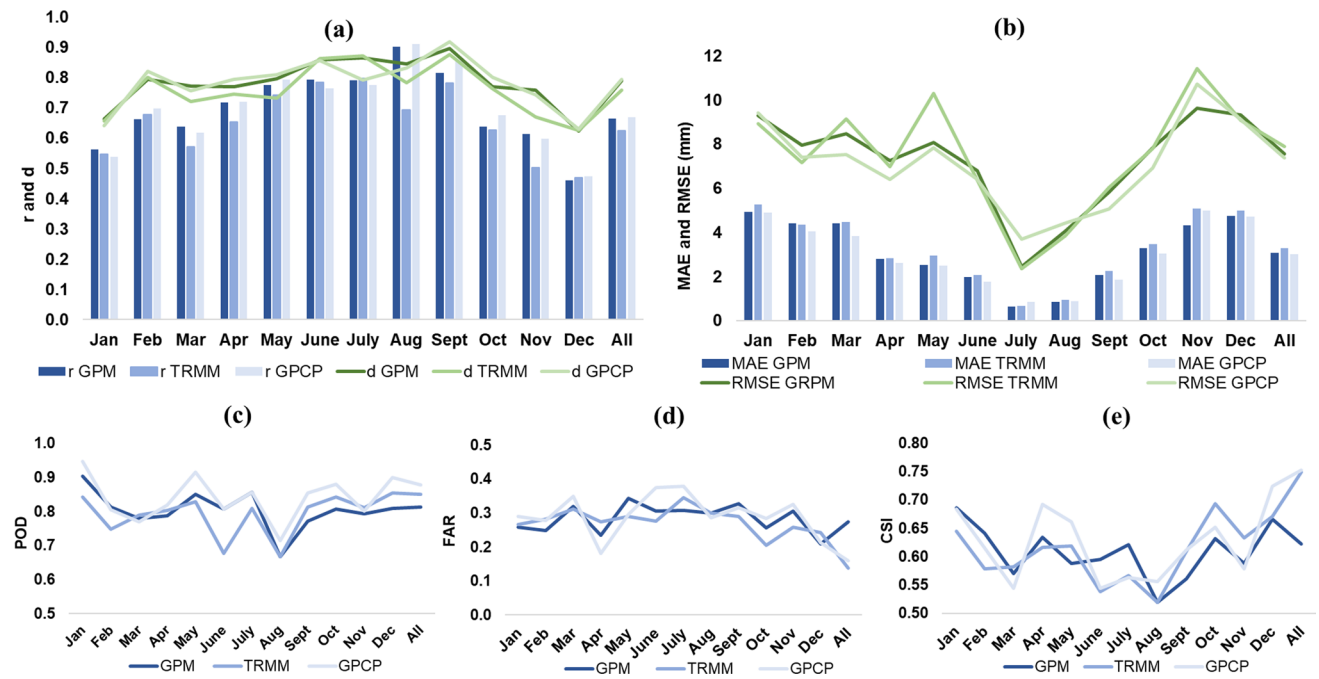 (a)
r and d
1.0
0.9
0.8
0.7
0.6
0.5
0.4
0.3
0.2
0.1
0.0
Jan Feb Mar Apr May June July Aug Sept Oct Nov Dec All
r GPM r TRMM r GPCP d GPM d TRMM d GPCP
(b)
MAE and RMSE (mm)
12
10
8
6
4
2
0
Jan Feb Mar Apr May June July Aug Sept Oct Nov Dec All
MAE GPM MAE TRMM MAE GPCP
RMSE GRPM RMSE TRMM RMSE GPCP
(c)
POD
1.0
0.9
0.8
0.7
0.6
0.5
Jan Feb Mar Apr May June July Aug Sept Oct Nov Dec All
GPM TRMM GPCP
(d)
FAR
0.5
0.4
0.3
0.2
0.1
0.0
Jan Feb Mar Apr May June July Aug Sept Oct Nov Dec All
GPM TRMM GPCP
(e)
CSI
0.80
0.75
0.70
0.65
0.60
0.55
0.50
Jan Feb Mar Apr May June July Aug Sept Oct Nov Dec All
GPM TRMM GPCP